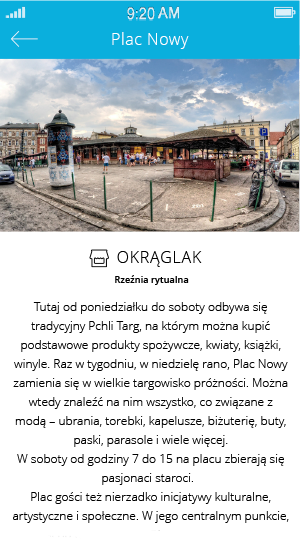 9:20 AM
Plac Nowy
OKRĄGLAK
Rzeźnia rytualna
Tutaj od poniedziałku do soboty odbywa się
tradycyjny Pchli Targ, na którym można kupić
podstawowe produkty spożywcze, kwiaty, książki,
winyle. Raz w tygodniu, w niedzielę rano, Plac Nowy
zamienia się w wielkie targowisko próżności. Można
wtedy znaleźć na nim wszystko, co związane z
modą – ubrania, torebki, kapelusze, biżuterię, buty,
paski, parasole i wiele więcej.
W soboty od godziny 7 do 15 na placu zbierają się
pasjonaci staroci.
Plac gości też nierzadko inicjatywy kulturalne,
artystyczne i społeczne. W jego centralnym punkcie,